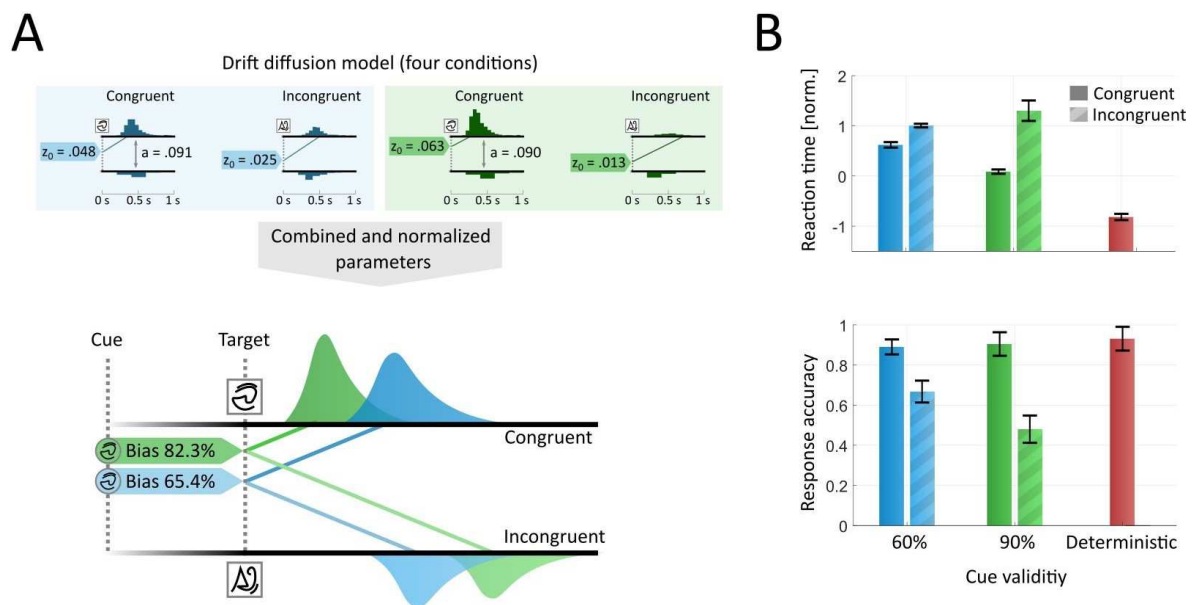 A
Drift diffusion model (four conditions)
Congruent
Incongruent
Congruent
Incongruent
z0 = .048
a = .091
z0 = .025
z0 = .063
a = .090
z0 = .013
0 s 0.5 s 1 s
0 s 0.5 s 1 s
0 s 0.5 s 1 s
0 s 0.5 s 1 s
Combined and normalized
parameters
Cue
Target
Congruent
Bias 82.3%
Bias 65.4%
Incongruent
B
Reaction time [norm.]
2
1
0
-1
Congruent
Incongruent
Response accuracy
1
0.8
0.6
0.4
0.2
0
60%
90%
Deterministic
Cue validitiy